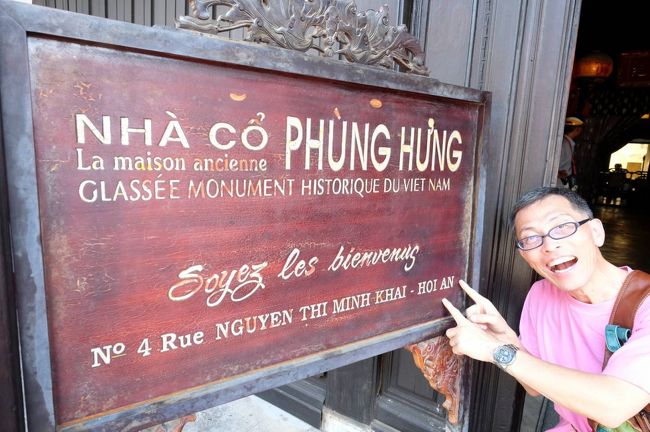 NHÀ CỔ PHÙNG HƯNG
La maison ancienne
GLASSÉE MONUMENT HISTORIQUE DU VIET NAM
Soyez les bienvenus
Nº 4 Rue NGUYEN THI MINH KHAI - HOI AN